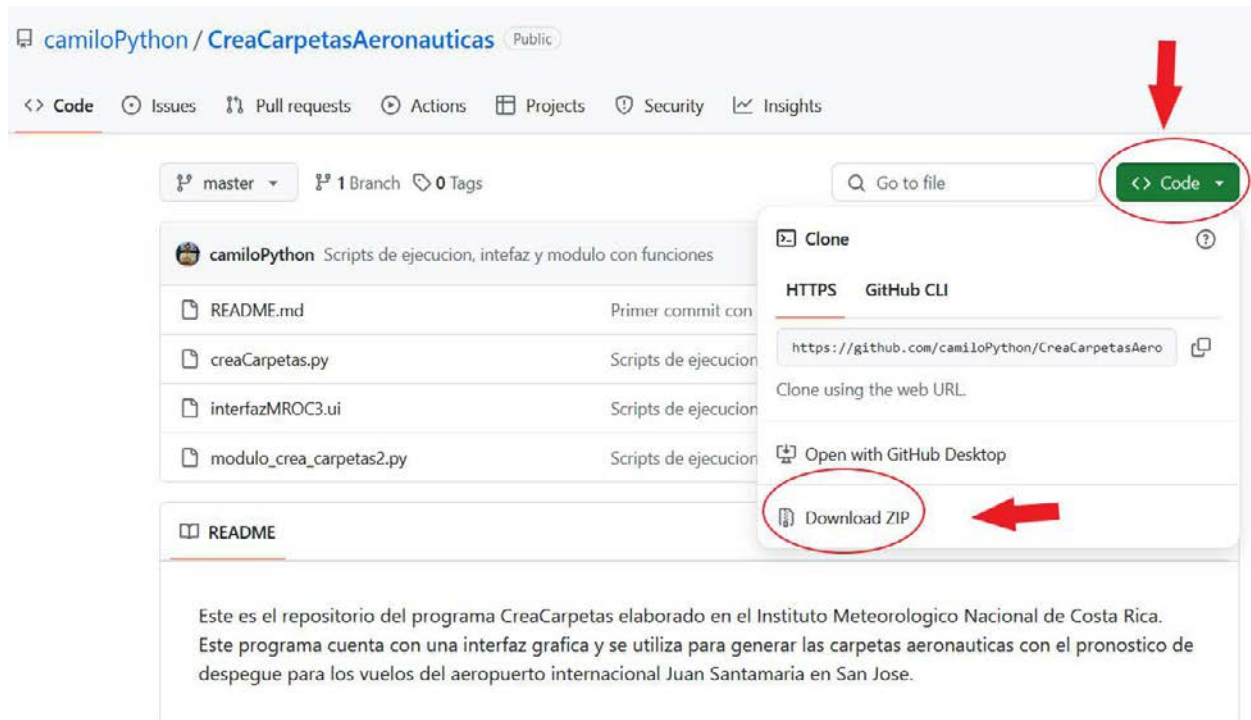 camiloPython / CreaCarpetasAeronauticas Public
<> Code Issues Pull requests Actions Projects Security Insights
master 1 Branch 0 Tags Go to file <> Code
camiloPython Scripts de ejecucion, intefaz y modulo con funciones
README.md Primer commit con
creaCarpetas.py Scripts de ejecucion
interfazMROC3.ui Scripts de ejecucion
modulo_crea_carpetas2.py Scripts de ejecucion
Clone
HTTPS GitHub CLI
https://github.com/camiloPython/CreaCarpetasAero
Clone using the web URL.
Open with GitHub Desktop
Download ZIP
README
Este es el repositorio del programa CreaCarpetas elaborado en el Instituto Meteorologico Nacional de Costa Rica.
Este programa cuenta con una interfaz grafica y se utiliza para generar las carpetas aeronauticas con el pronostico de
despegue para los vuelos del aeropuerto internacional Juan Santamaria en San Jose.